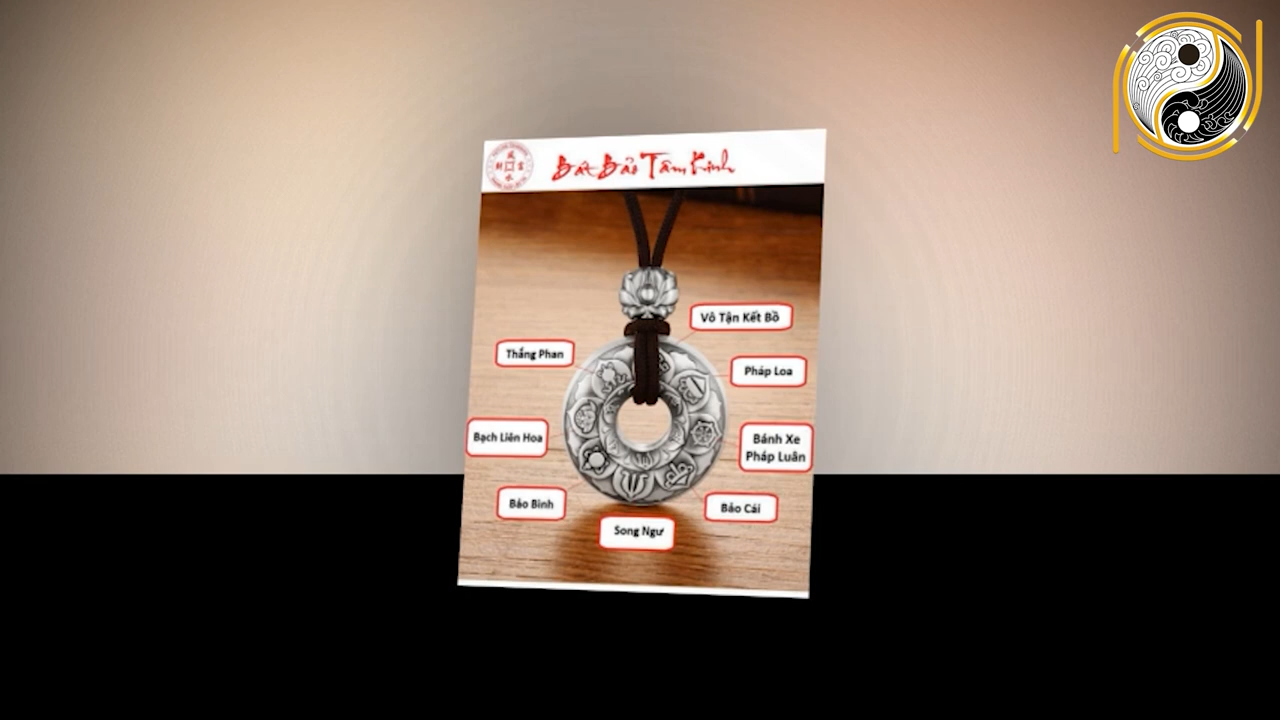 Bát Bảo Tâm Kinh
Vô Tận Kết Bồ
Thắng Phan
Pháp Loa
Bạch Liên Hoa
Bánh Xe
Pháp Luân
Bảo Bình
Bảo Cái
Song Ngư